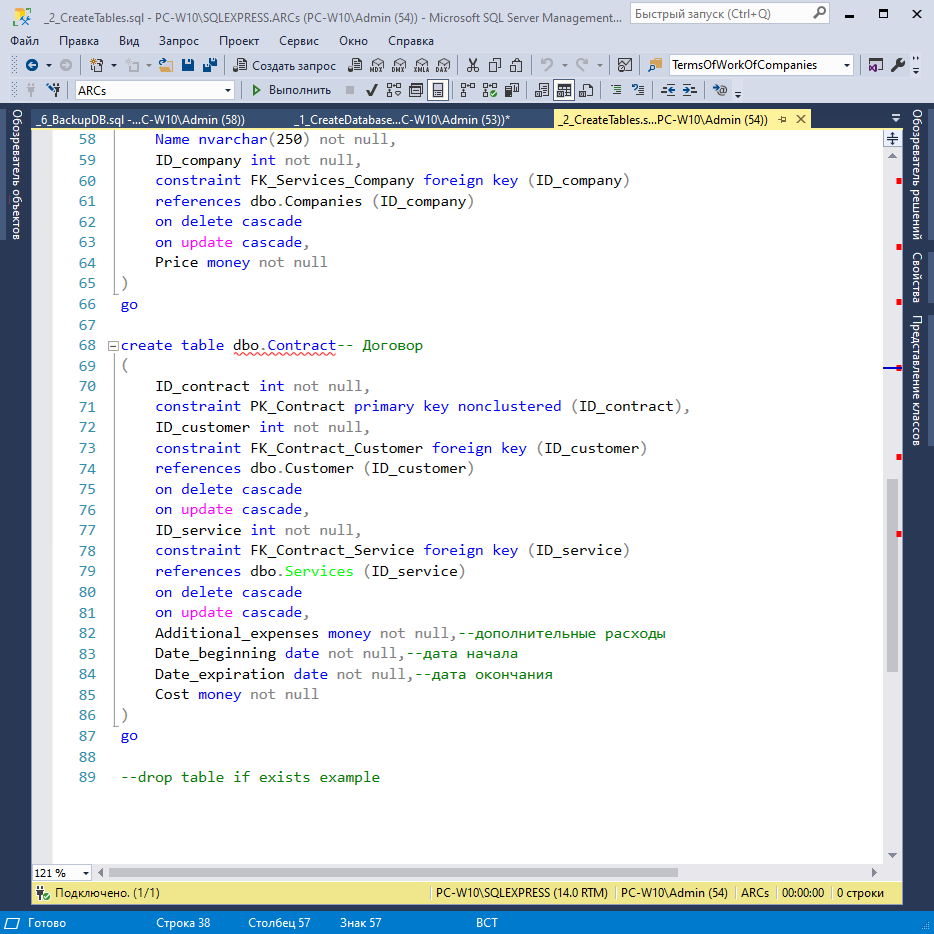 _2_CreateTables.sql - PC-W10\SQLEXPRESS.ARCs (PC-W10\Admin (54)) - Microsoft SQL Server Management...
Быстрый запуск (Ctrl+Q)
Файл Правка Вид Запрос Проект Сервис Окно Справка
Создать запрос MDX DMX XMLA DAX TermsOfWorkOfCompanies
ARCs Выполнить
_6_BackupDB.sql -...C-W10\Admin (58)) _1_CreateDatabase...C-W10\Admin (53))* _2_CreateTables.s...PC-W10\Admin (54))
Обозреватель объектов
58 Name nvarchar(250) not null,
59 ID_company int not null,
60 constraint FK_Services_Company foreign key (ID_company)
61 references dbo.Companies (ID_company)
62 on delete cascade
63 on update cascade,
64 Price money not null
65 )
66 go
67
68 create table dbo.Contract-- Договор
69 (
70 ID_contract int not null,
71 constraint PK_Contract primary key nonclustered (ID_contract),
72 ID_customer int not null,
73 constraint FK_Contract_Customer foreign key (ID_customer)
74 references dbo.Customer (ID_customer)
75 on delete cascade
76 on update cascade,
77 ID_service int not null,
78 constraint FK_Contract_Service foreign key (ID_service)
79 references dbo.Services (ID_service)
80 on delete cascade
81 on update cascade,
82 Additional_expenses money not null,--дополнительные расходы
83 Date_beginning date not null,--дата начала
84 Date_expiration date not null,--дата окончания
85 Cost money not null
86 )
87 go
88
89 --drop table if exists example
Обозреватель решений
Свойства
Представление классов
121 %
Подключено. (1/1) PC-W10\SQLEXPRESS (14.0 RTM) PC-W10\Admin (54) ARCs 00:00:00 0 строки
Готово Строка 38 Столбец 57 Знак 57 ВСТ